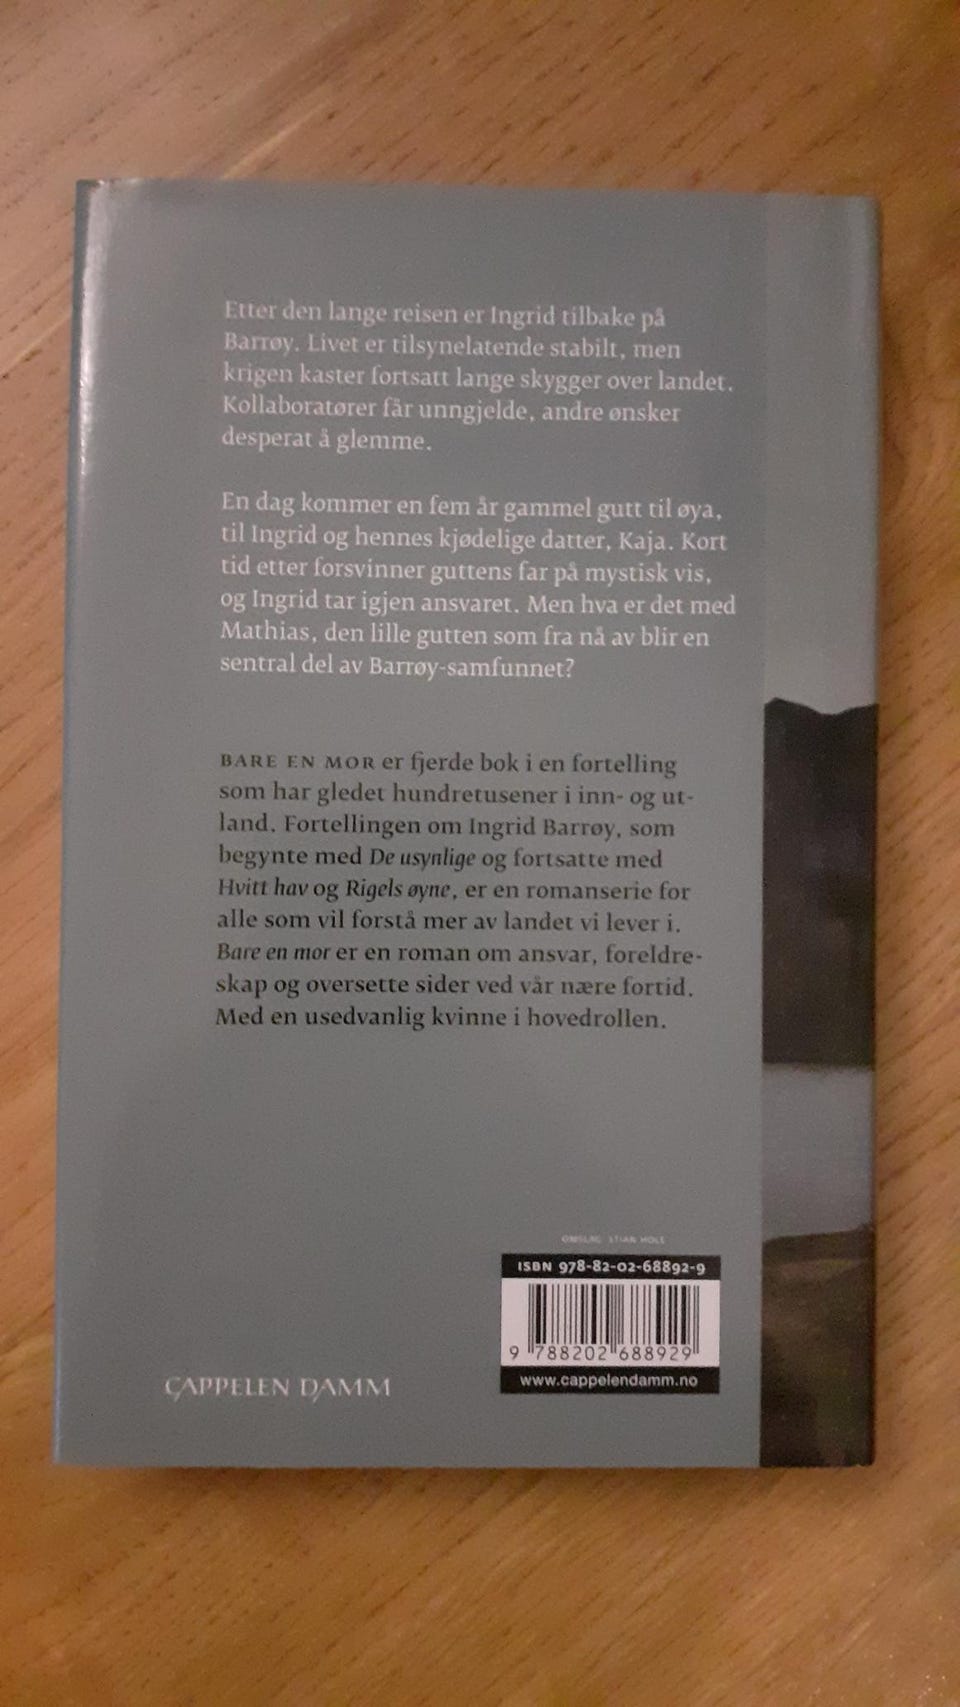 Etter den lange reisen er Ingrid tilbake på
Barrøy. Livet er tilsynelatende stabilt, men
krigen kaster fortsatt lange skygger over landet.
Kollaboratører får unngjelde, andre ønsker
desperat å glemme.
En dag kommer en fem år gammel gutt til øya,
til Ingrid og hennes kjødelige datter, Kaja. Kort
tid etter forsvinner guttens far på mystisk vis,
og Ingrid tar igjen ansvaret. Men hva er det med
Mathias, den lille gutten som fra nå av blir en
sentral del av Barrøy-samfunnet?
BARE EN MOR er fjerde bok i en fortelling
som har gledet hundretusener i inn- og ut-
land. Fortellingen om Ingrid Barrøy, som
begynte med De usynlige og fortsatte med
Hvitt hav og Rigels øyne, er en romanserie for
alle som vil forstå mer av landet vi lever i.
Bare en mor er en roman om ansvar, foreldre-
skap og oversette sider ved vår nære fortid.
Med en usedvanlig kvinne i hovedrollen.
OMSLAG: STIAN HOLE
ISBN 978-82-02-68892-9
9 788202 688929
www.cappelendamm.no
CAPPELEN DAMM